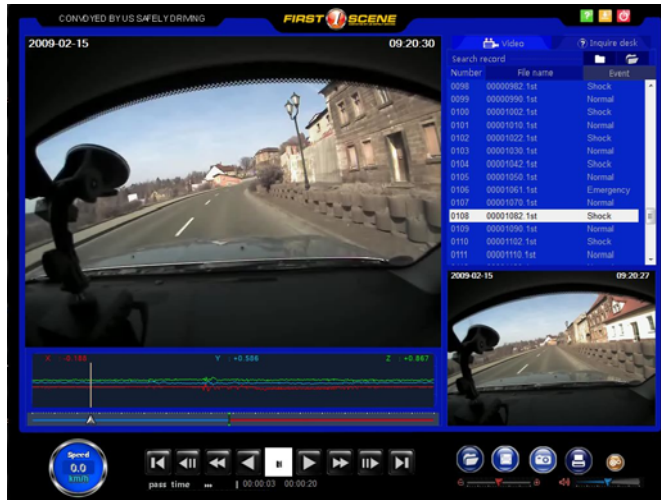 CONVOYED BY US SAFELY DRIVING
FIRST 1 SCENE
2009-02-15 09:20:30
Video
? Inquire desk
Search record
Number File name Event
0098 00000982.1st Shock
0099 00000990.1st Normal
0100 00001002.1st Shock
0101 00001010.1st Normal
0102 00001022.1st Shock
0103 00001030.1st Normal
0104 00001042.1st Shock
0105 00001050.1st Normal
0106 00001061.1st Emergency
0107 00001070.1st Normal
0108 00001082.1st Shock
0109 00001090.1st Normal
0110 00001102.1st Shock
0111 00001110.1st Normal
2009-02-15 09:20:27
X : -0.188 Y : +0.586 Z : +0.867
Speed
0.0
km/h
pass time 00:00:03 00:00:20